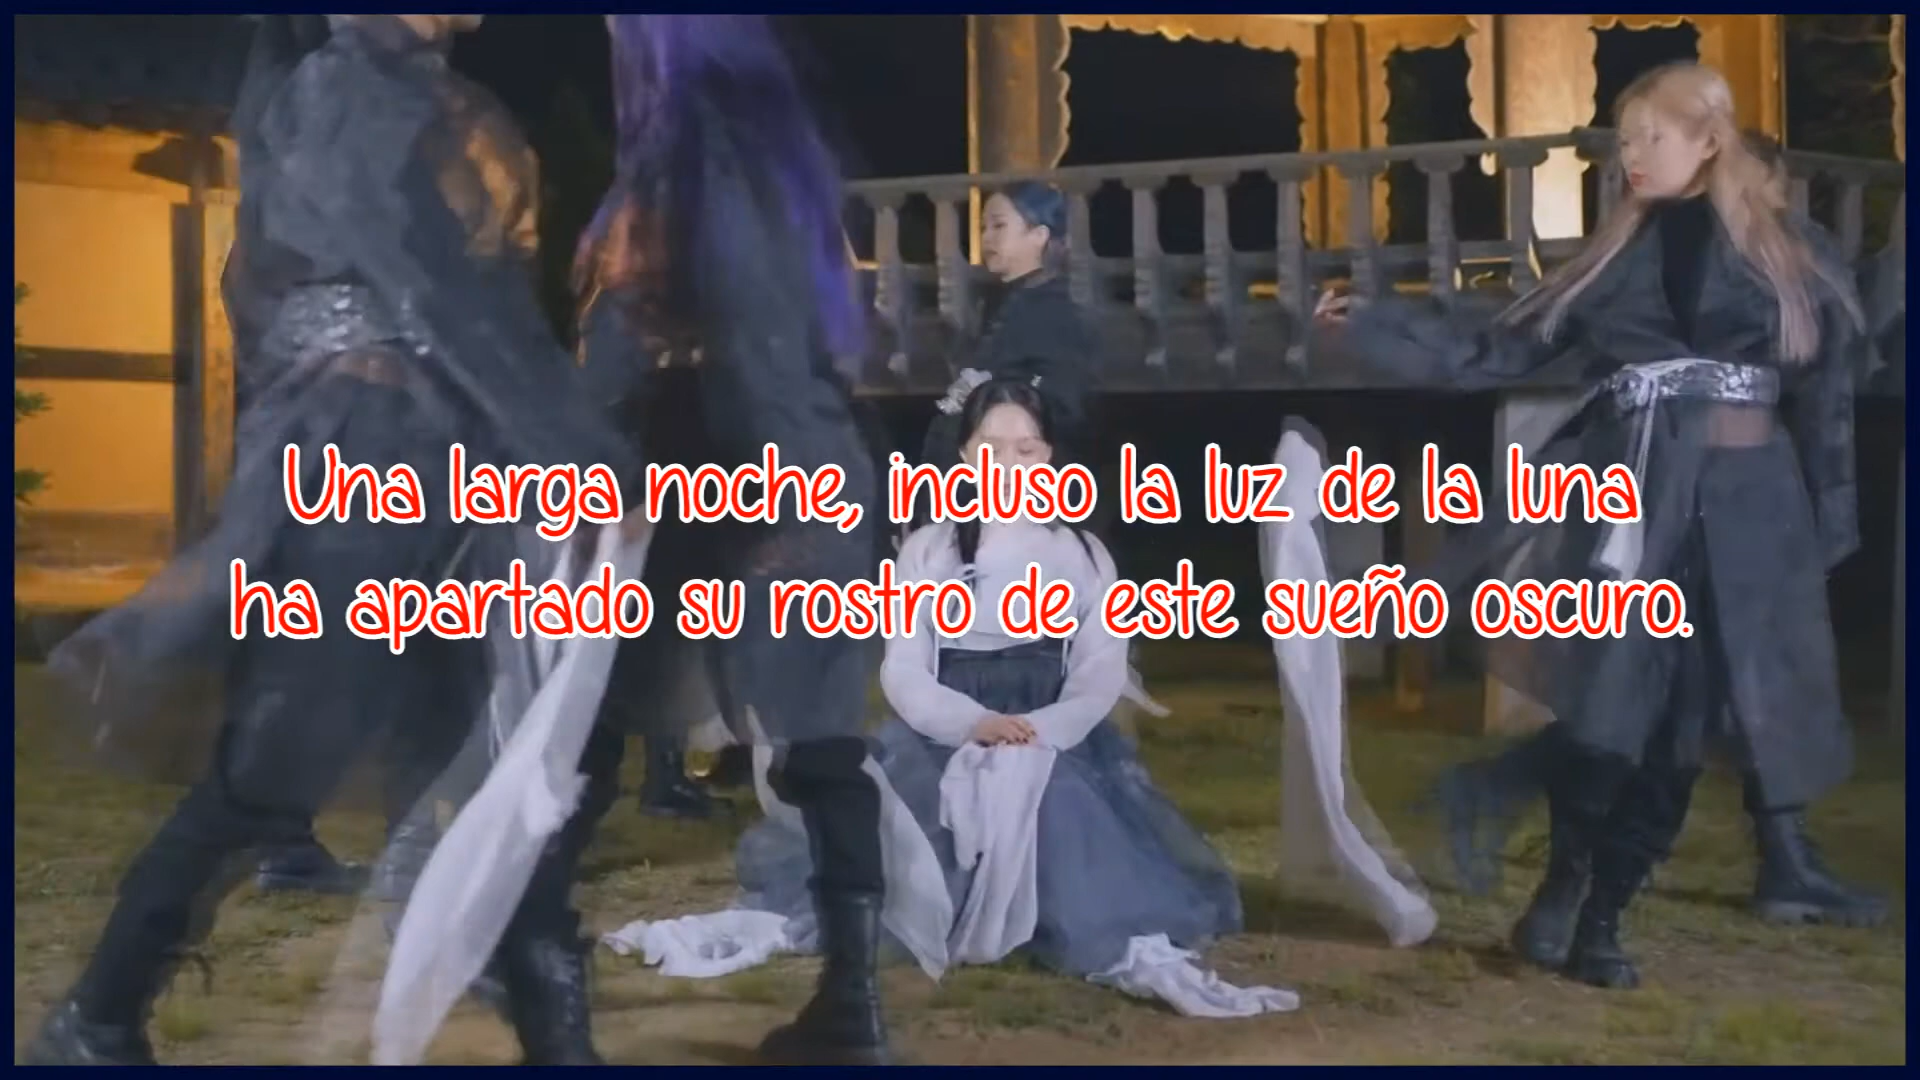 Una larga noche, incluso la luz de la luna
ha apartado su rostro de este sueño oscuro.